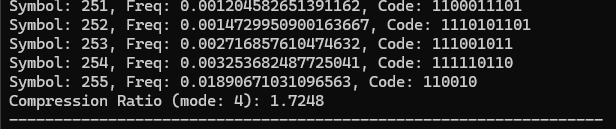 Symbol: 251, Freq: 0.001204582651391162, Code: 1100011101
Symbol: 252, Freq: 0.0014729950900163667, Code: 1110101101
Symbol: 253, Freq: 0.002716857610474632, Code: 111001011
Symbol: 254, Freq: 0.003253682487725041, Code: 111110110
Symbol: 255, Freq: 0.01890671031096563, Code: 110010
Compression Ratio (mode: 4): 1.7248
------------------------------------------------------------------